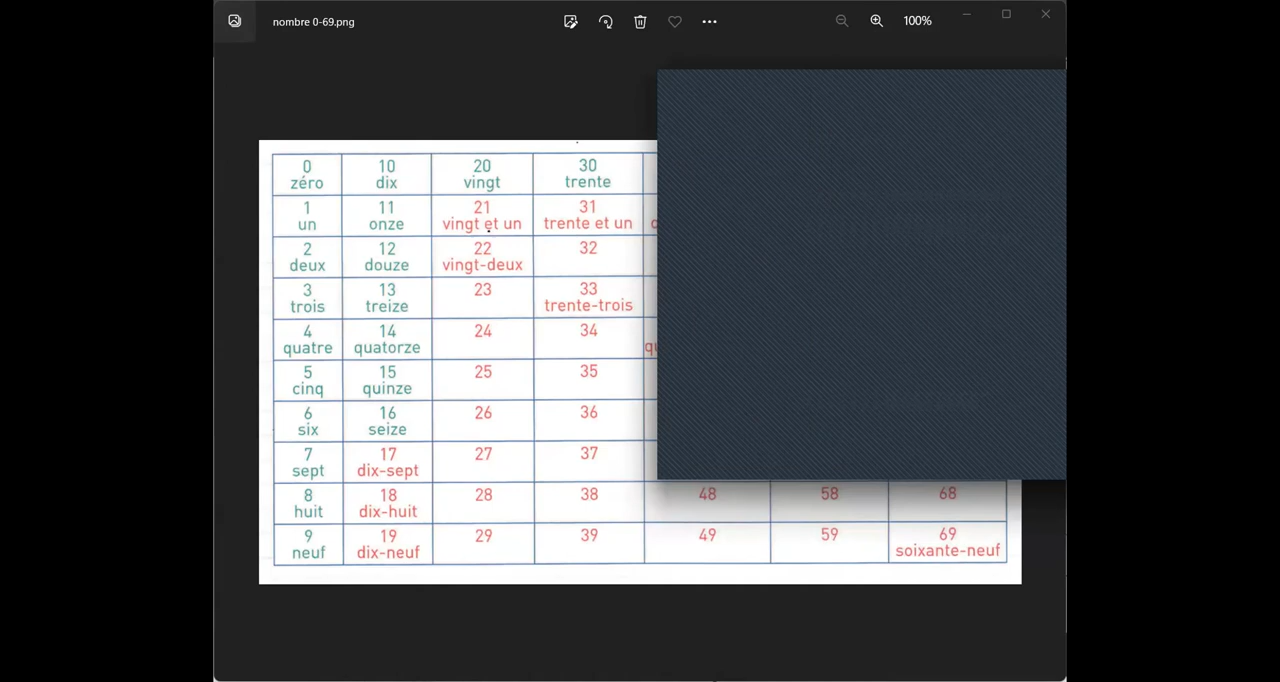 nombre 0-69.png
100%
0 10 20 30
zéro dix vingt trente
1 11 21 31
un onze vingt et un trente et un
2 12 22 32
deux douze vingt-deux
3 13 23 33
trois treize trente-trois
4 14 24 34
quatre quatorze
5 15 25 35
cinq quinze
6 16 26 36
six seize
7 17 27 37
sept dix-sept
8 18 28 38 48 58 68
huit dix-huit
9 19 29 39 49 59 69
neuf dix-neuf soixante-neuf